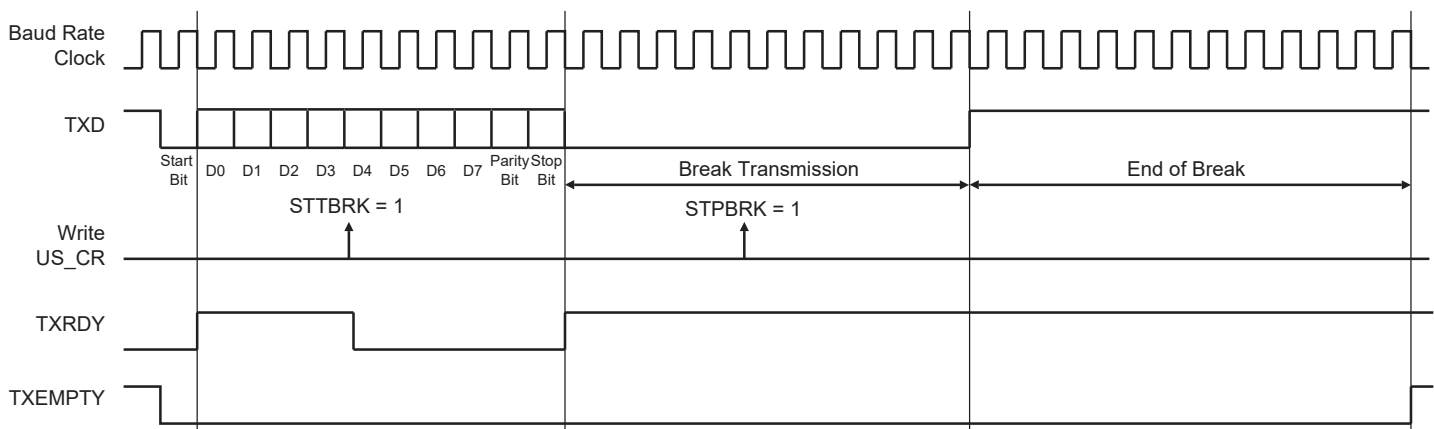 Baud Rate
Clock
TXD
Start
Bit
D0 D1 D2 D3 D4 D5 D6 D7
Parity
Bit
Stop
Bit
Break Transmission
End of Break
STTBRK = 1
STPBRK = 1
Write
US_CR
TXRDY
TXEMPTY